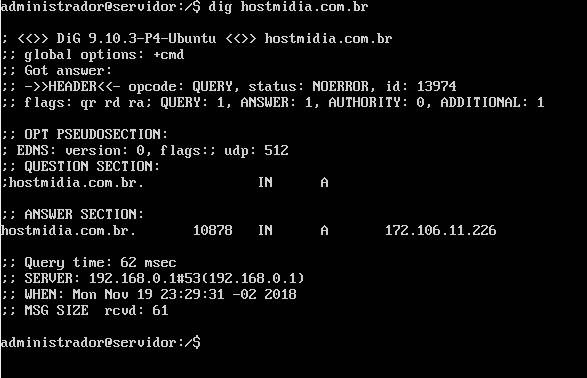 administrador@servidor:/$ dig hostmidia.com.br
; <<>> DiG 9.10.3-P4-Ubuntu <<>> hostmidia.com.br
;; global options: +cmd
;; Got answer:
;; ->>HEADER<<- opcode: QUERY, status: NOERROR, id: 13974
;; flags: qr rd ra; QUERY: 1, ANSWER: 1, AUTHORITY: 0, ADDITIONAL: 1
;; OPT PSEUDOSECTION:
; EDNS: version: 0, flags:; udp: 512
;; QUESTION SECTION:
;hostmidia.com.br. IN A
;; ANSWER SECTION:
hostmidia.com.br. 10878 IN A 172.106.11.226
;; Query time: 62 msec
;; SERVER: 192.168.0.1#53(192.168.0.1)
;; WHEN: Mon Nov 19 23:29:31 -02 2018
;; MSG SIZE rcvd: 61
administrador@servidor:/$